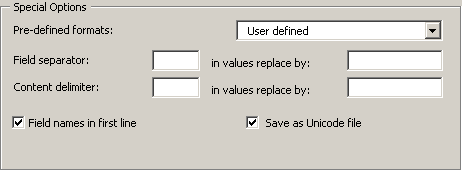 Special Options
Pre-defined formats: User defined
Field separator: in values replace by:
Content delimiter: in values replace by:
Field names in first line Save as Unicode file